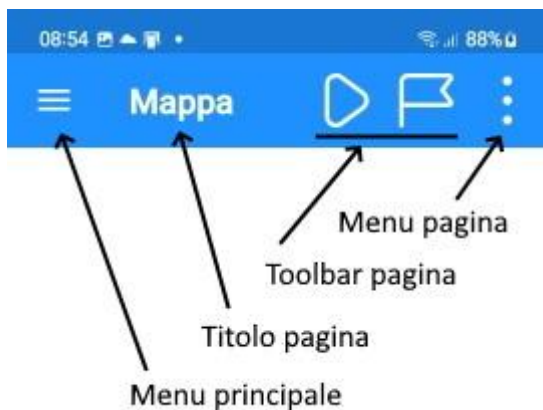 08:54 88%
Mappa
Menu pagina
Toolbar pagina
Titolo pagina
Menu principale